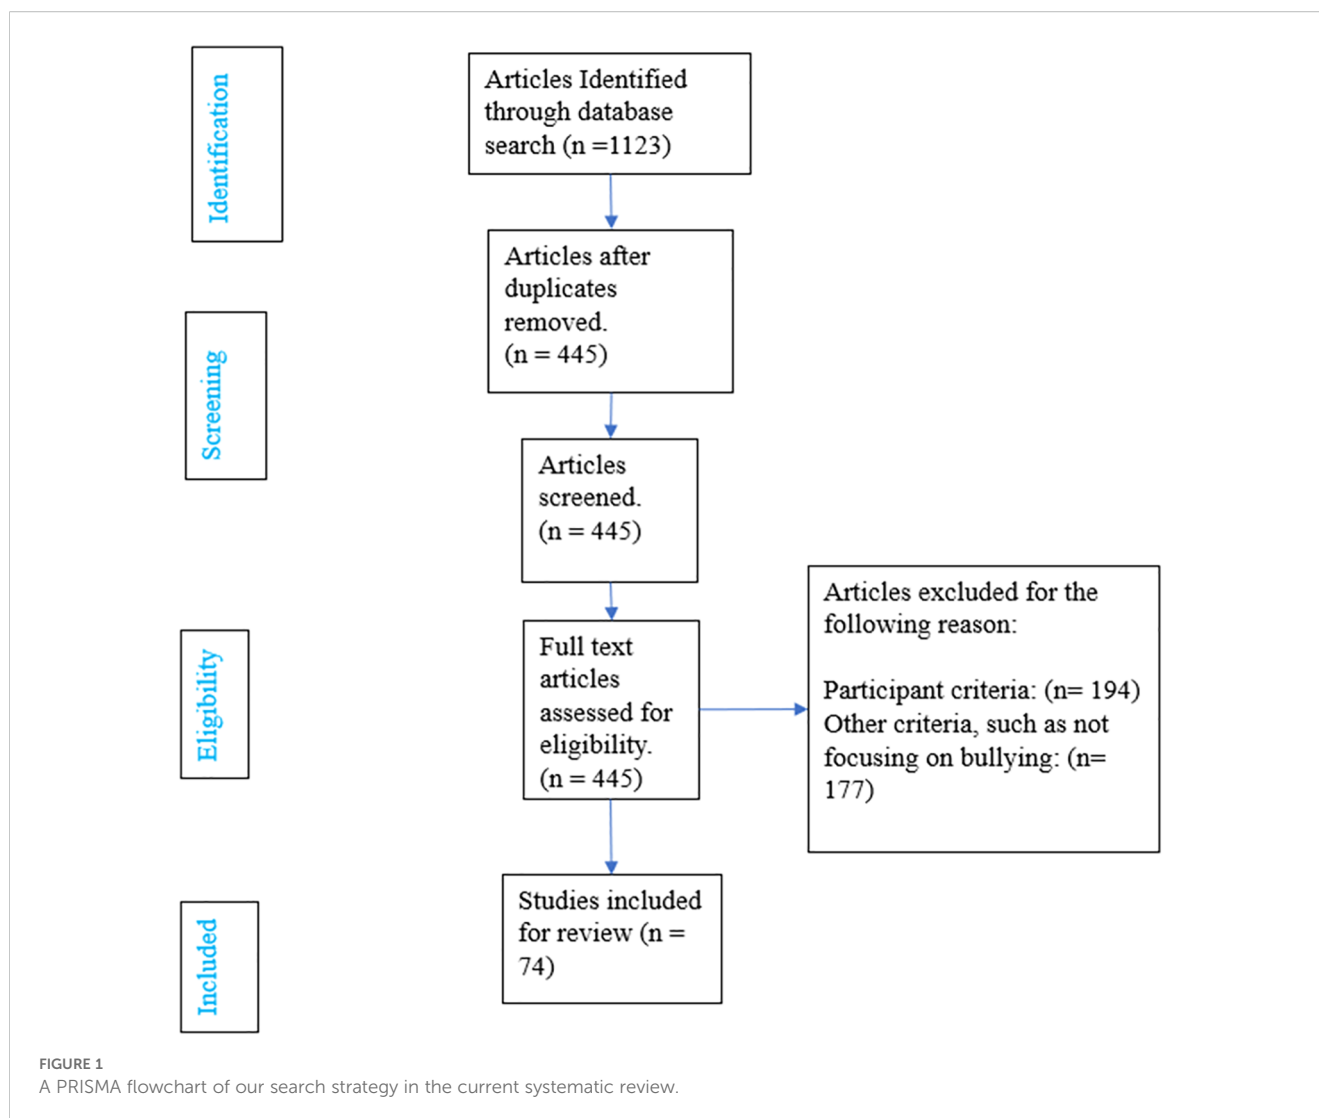 Identification
Articles Identified
through database
search (n =1123)
Articles after
duplicates
removed.
(n = 445)
Screening
Articles
screened.
(n = 445)
Eligibility
Full text
articles
assessed for
eligibility.
(n = 445)
Articles excluded for the
following reason:
Participant criteria: (n= 194)
Other criteria, such as not
focusing on bullying: (n=
177)
Included
Studies included
for review (n =
74)
FIGURE 1
A PRISMA flowchart of our search strategy in the current systematic review.